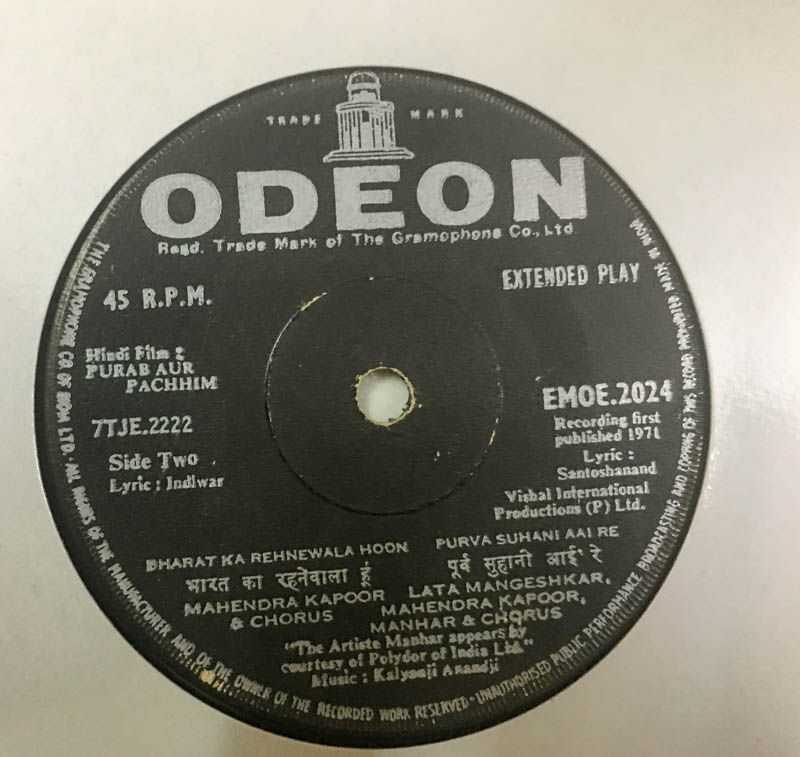 TRADE MARK
ODEON
Regd. Trade Mark of The Gramophone Co., Ltd.
45 R.P.M.
EXTENDED PLAY
Hindi Film :
PURAB AUR
PACHHIM
7TJE.2222
Side Two
Lyric : Indiwar
EMOE.2024
Recording first
published 1971
Lyric :
Santoshanand
Vishal International
Productions (P) Ltd.
BHARAT KA REHNEWALA HOON
भारत का रहनेवाला हूं
MAHENDRA KAPOOR
& CHORUS
PURVA SUHANI AAI RE
पूर्व सुहानी आई रे
LATA MANGESHKAR,
MAHENDRA KAPOOR,
MANHAR & CHORUS
"The Artiste Manhar appears by
courtesy of Polydor of India Ltd."
Music : Kalyanji Anandji
THE GRAMOPHONE CO. OF INDIA LTD. · ALL RIGHTS OF THE MANUFACTURER AND OF THE OWNER OF THE RECORDED WORK RESERVED · UNAUTHORISED PUBLIC PERFORMANCE BROADCASTING AND COPYING OF THIS RECORD PROHIBITED MADE IN INDIA